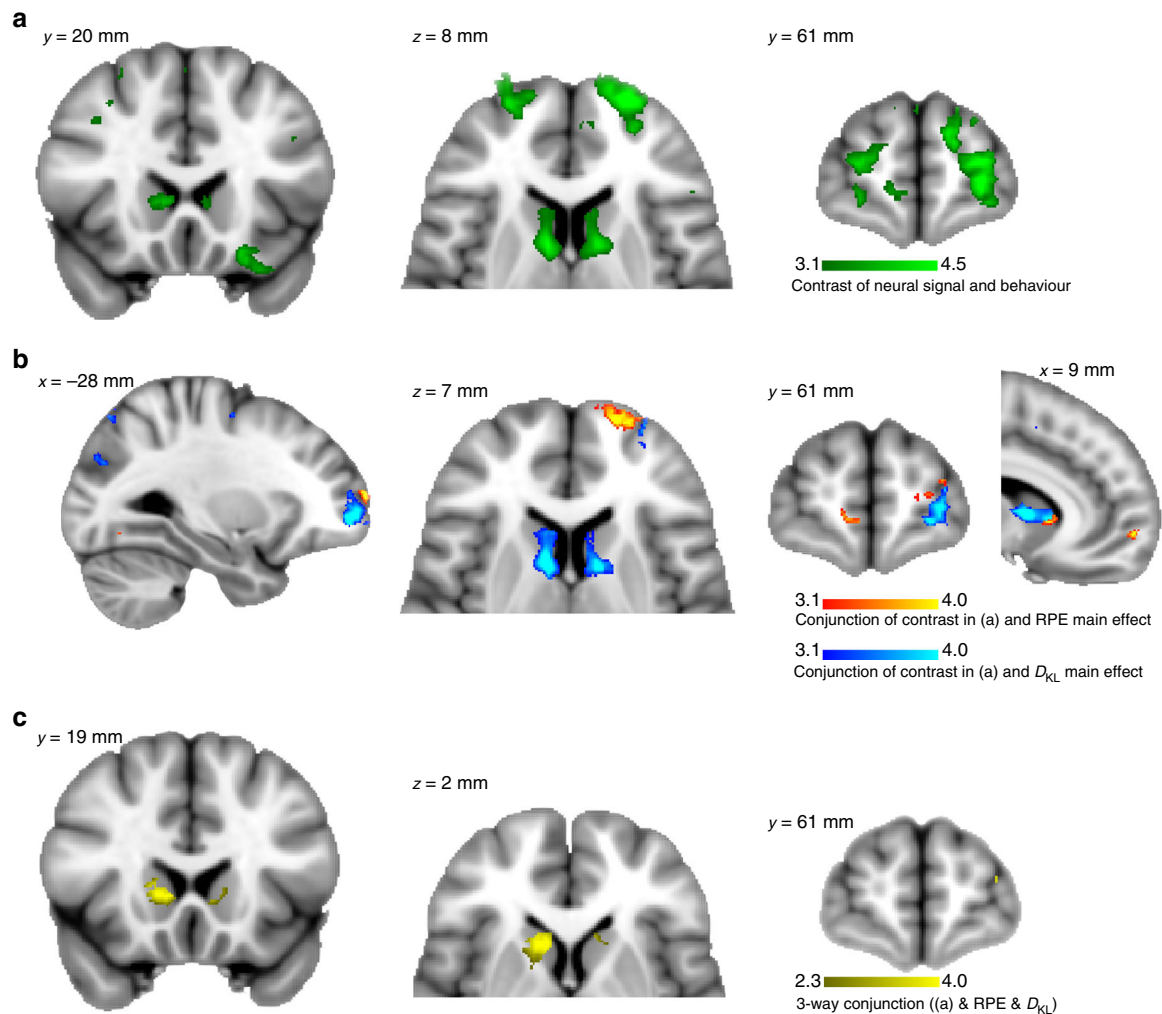 a
y = 20 mm
z = 8 mm
y = 61 mm
3.1 4.5
Contrast of neural signal and behaviour
b
x = –28 mm
z = 7 mm
y = 61 mm
x = 9 mm
3.1 4.0
Conjunction of contrast in (a) and RPE main effect
3.1 4.0
Conjunction of contrast in (a) and DKL main effect
c
y = 19 mm
z = 2 mm
y = 61 mm
2.3 4.0
3-way conjunction ((a) & RPE & DKL)